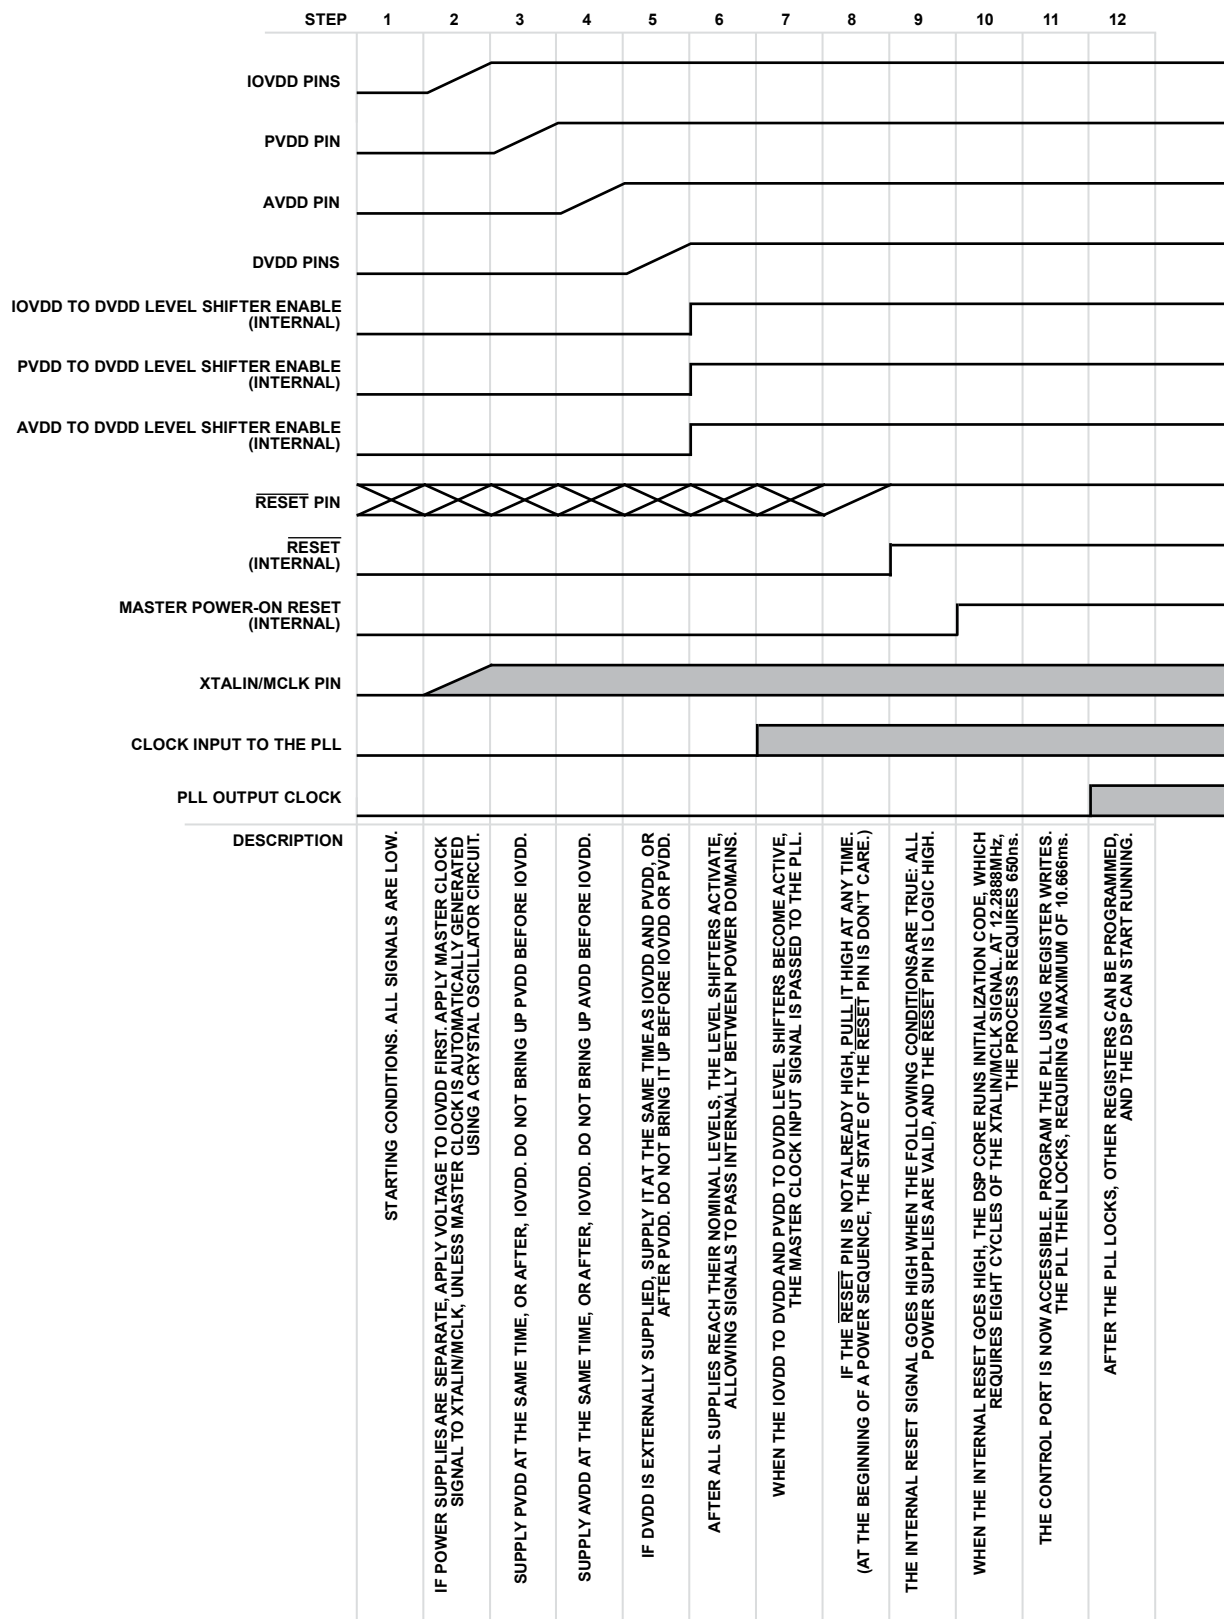 STEP 1 2 3 4 5 6 7 8 9 10 11 12
IOVDD PINS
PVDD PIN
AVDD PIN
DVDD PINS
IOVDD TO DVDD LEVEL SHIFTER ENABLE
(INTERNAL)
PVDD TO DVDD LEVEL SHIFTER ENABLE
(INTERNAL)
AVDD TO DVDD LEVEL SHIFTER ENABLE
(INTERNAL)
RESET PIN
RESET
(INTERNAL)
MASTER POWER-ON RESET
(INTERNAL)
XTALIN/MCLK PIN
CLOCK INPUT TO THE PLL
PLL OUTPUT CLOCK
DESCRIPTION
STARTING CONDITIONS. ALL SIGNALS ARE LOW.
IF POWER SUPPLIES ARE SEPARATE, APPLY VOLTAGE TO IOVDD FIRST. APPLY MASTER CLOCK
SIGNAL TO XTALIN/MCLK, UNLESS MASTER CLOCK IS AUTOMATICALLY GENERATED
USING A CRYSTAL OSCILLATOR CIRCUIT.
SUPPLY PVDD AT THE SAME TIME, OR AFTER, IOVDD. DO NOT BRING UP PVDD BEFORE IOVDD.
SUPPLY AVDD AT THE SAME TIME, OR AFTER, IOVDD. DO NOT BRING UP AVDD BEFORE IOVDD.
IF DVDD IS EXTERNALLY SUPPLIED, SUPPLY IT AT THE SAME TIME AS IOVDD AND PVDD, OR
AFTER PVDD. DO NOT BRING IT UP BEFORE IOVDD OR PVDD.
AFTER ALL SUPPLIES REACH THEIR NOMINAL LEVELS, THE LEVEL SHIFTERS ACTIVATE,
ALLOWING SIGNALS TO PASS INTERNALLY BETWEEN POWER DOMAINS.
WHEN THE IOVDD TO DVDD AND PVDD TO DVDD LEVEL SHIFTERS BECOME ACTIVE,
THE MASTER CLOCK INPUT SIGNAL IS PASSED TO THE PLL.
IF THE RESET PIN IS NOT ALREADY HIGH, PULL IT HIGH AT ANY TIME.
(AT THE BEGINNING OF A POWER SEQUENCE, THE STATE OF THE RESET PIN IS DON'T CARE.)
THE INTERNAL RESET SIGNAL GOES HIGH WHEN THE FOLLOWING CONDITIONS ARE TRUE: ALL
POWER SUPPLIES ARE VALID, AND THE RESET PIN IS LOGIC HIGH.
WHEN THE INTERNAL RESET GOES HIGH, THE DSP CORE RUNS INITIALIZATION CODE, WHICH
REQUIRES EIGHT CYCLES OF THE XTALIN/MCLK SIGNAL. AT 12.2888MHz,
THE PROCESS REQUIRES 650ns.
THE CONTROL PORT IS NOW ACCESSIBLE. PROGRAM THE PLL USING REGISTER WRITES.
THE PLL THEN LOCKS, REQUIRING A MAXIMUM OF 10.666ms.
AFTER THE PLL LOCKS, OTHER REGISTERS CAN BE PROGRAMMED,
AND THE DSP CAN START RUNNING.